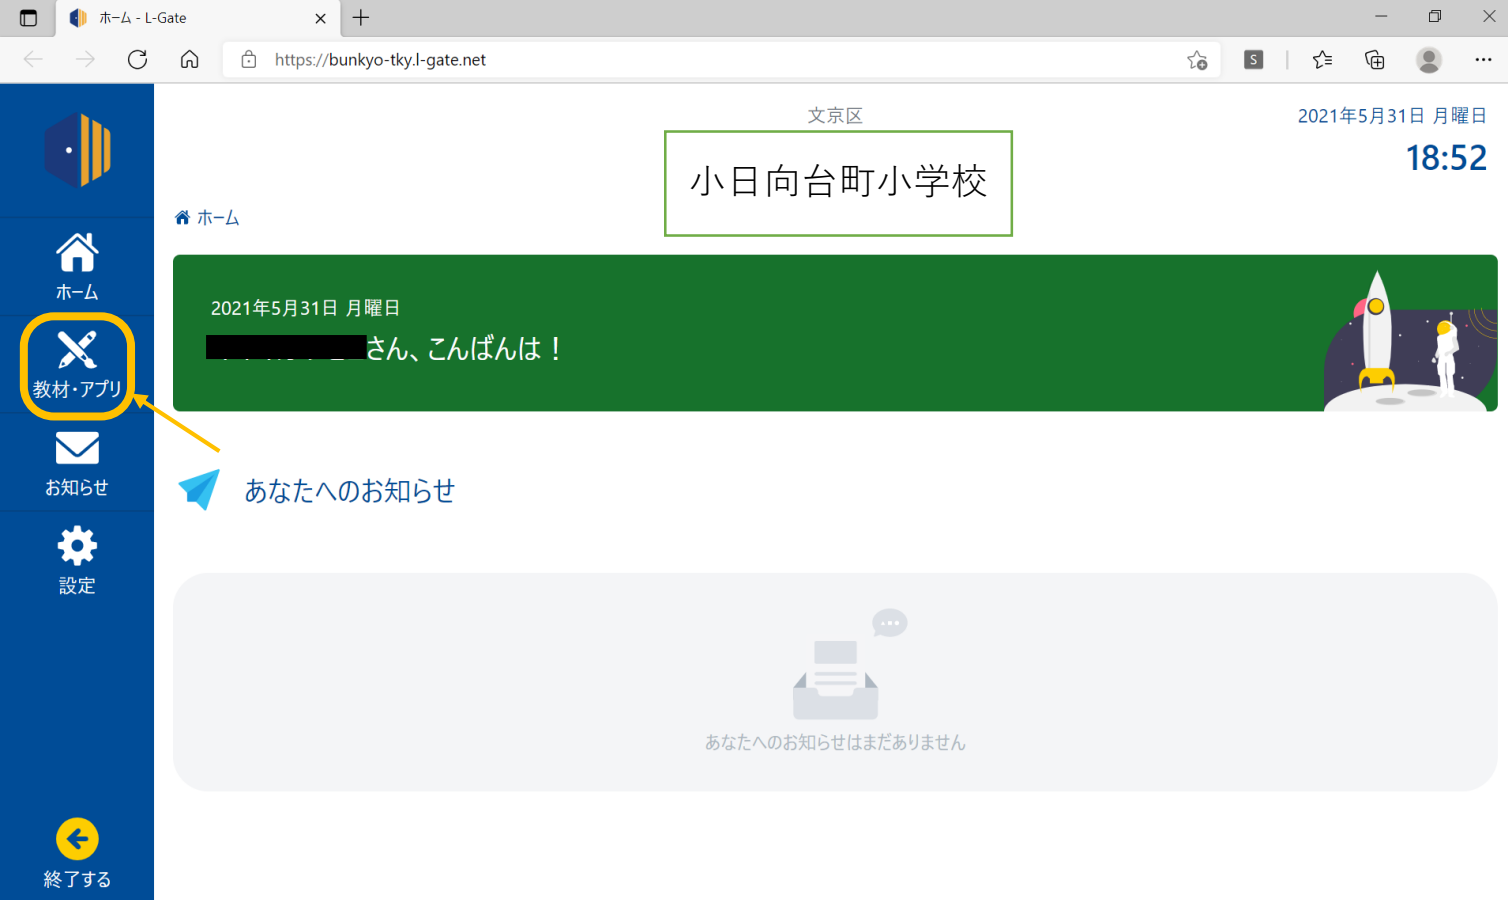 ホーム - L-Gate
https://bunkyo-tky.l-gate.net
S
文京区
2021年5月31日 月曜日
18:52
小日向台町小学校
ホーム
ホーム
教材・アプリ
お知らせ
設定
終了する
2021年5月31日 月曜日
さん、こんばんは！
あなたへのお知らせ
あなたへのお知らせはまだありません